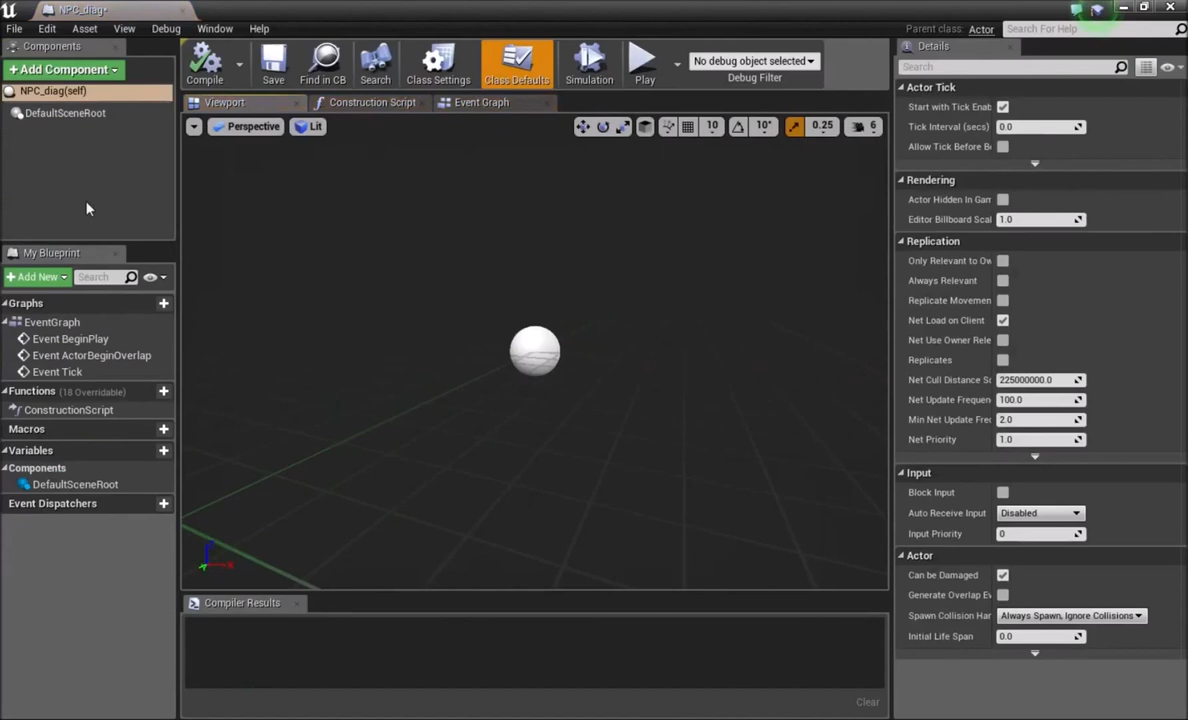 NPC_diag*
File Edit Asset View Debug Window Help
Parent class: Actor
Search For Help
Components
+Add Component
NPC_diag(self)
DefaultSceneRoot
My Blueprint
+Add New
Search
Graphs
EventGraph
Event BeginPlay
Event ActorBeginOverlap
Event Tick
Functions (18 Overridable)
ConstructionScript
Macros
Variables
Components
DefaultSceneRoot
Event Dispatchers
Compile
Save
Find in CB
Search
Class Settings
Class Defaults
Simulation
Play
No debug object selected
Debug Filter
Viewport
Construction Script
Event Graph
Perspective
Lit
10
10°
0.25
6
Compiler Results
Clear
Details
Search
Actor Tick
Start with Tick Enab
Tick Interval (secs) 0.0
Allow Tick Before Be
Rendering
Actor Hidden In Gam
Editor Billboard Scal 1.0
Replication
Only Relevant to Ow
Always Relevant
Replicate Movemen
Net Load on Client
Net Use Owner Rele
Replicates
Net Cull Distance Sq 225000000.0
Net Update Frequen 100.0
Min Net Update Freq 2.0
Net Priority 1.0
Input
Block Input
Auto Receive Input Disabled
Input Priority 0
Actor
Can be Damaged
Generate Overlap Ev
Spawn Collision Han Always Spawn, Ignore Collisions
Initial Life Span 0.0